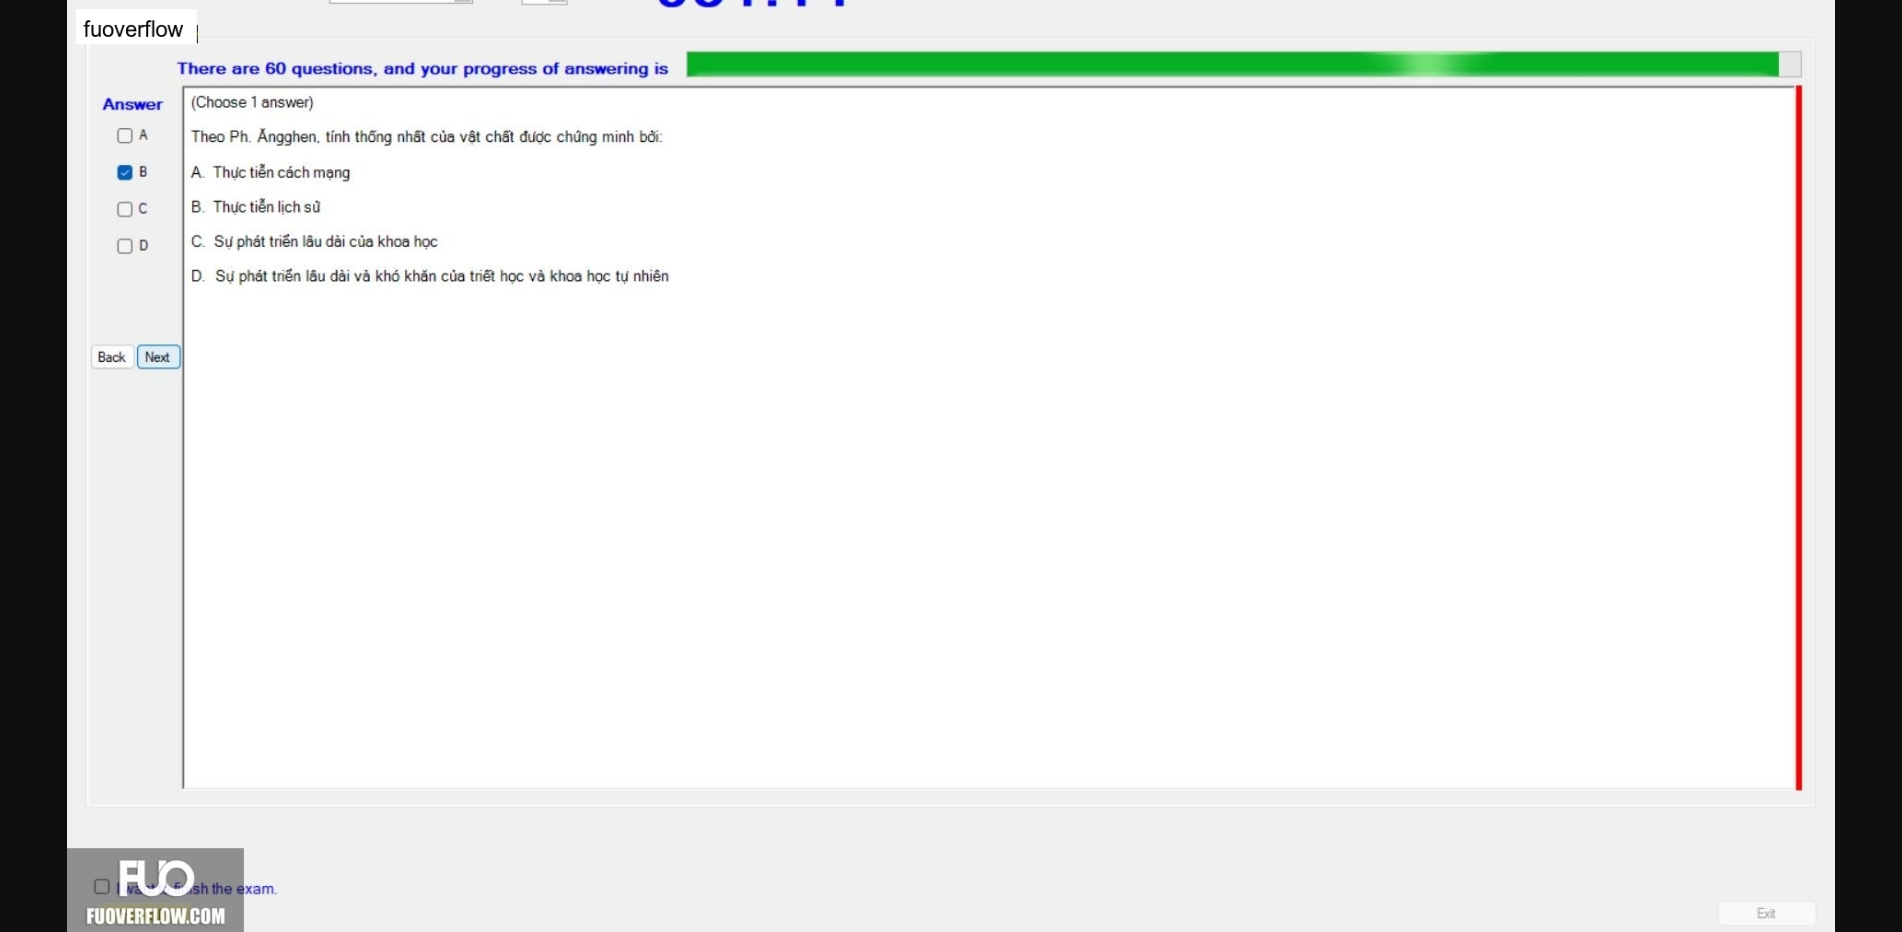 fuoverflow
There are 60 questions, and your progress of answering is
Answer
(Choose 1 answer)
A
Theo Ph. Ăngghen, tính thống nhất của vật chất được chứng minh bởi:
B
A. Thực tiễn cách mạng
C
B. Thực tiễn lịch sử
D
C. Sự phát triển lâu dài của khoa học
D. Sự phát triển lâu dài và khó khăn của triết học và khoa học tự nhiên
Back Next
FUO
I want finish the exam.
FUOVERFLOW.COM
Exit